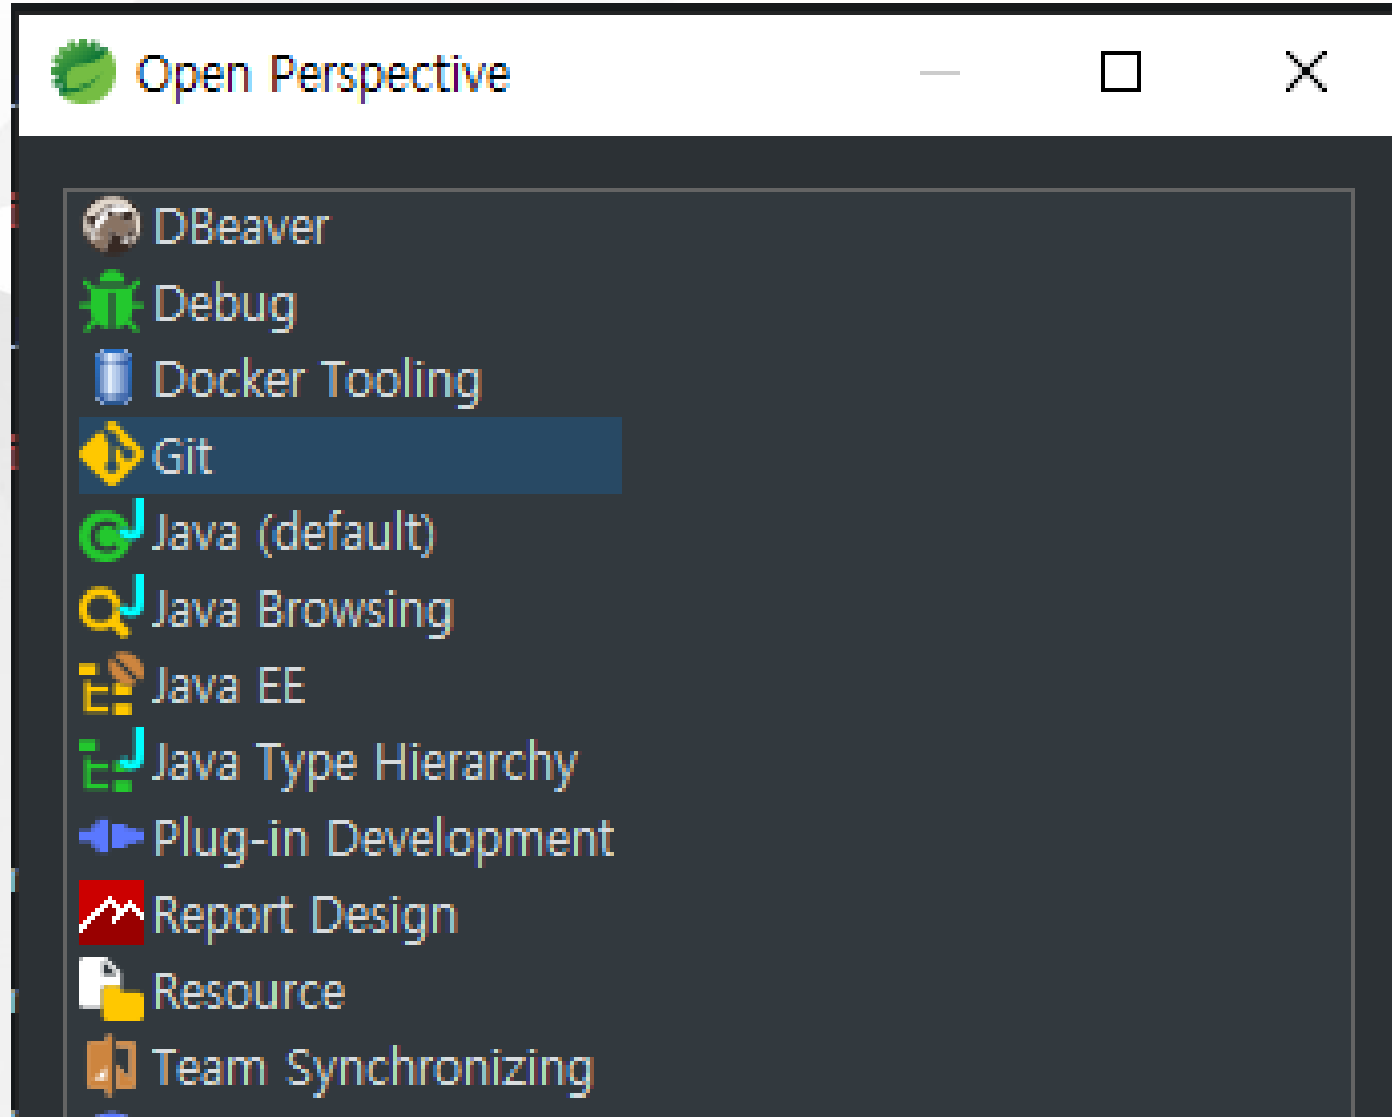 Open Perspective
DBeaver
Debug
Docker Tooling
Git
Java (default)
Java Browsing
Java EE
Java Type Hierarchy
Plug-in Development
Report Design
Resource
Team Synchronizing